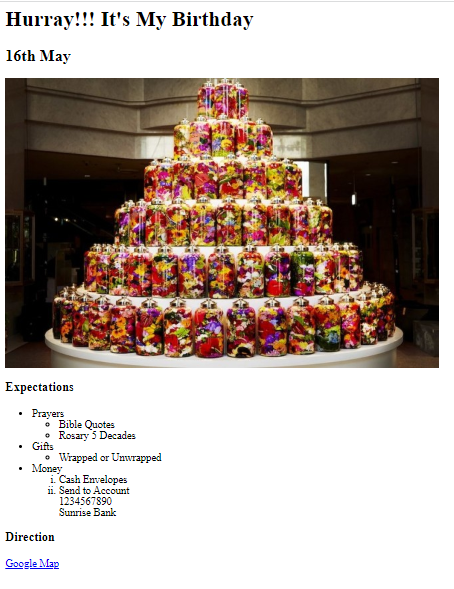 Hurray!!! It's My Birthday
16th May
Expectations
Prayers
Bible Quotes
Rosary 5 Decades
Gifts
Wrapped or Unwrapped
Money
i. Cash Envelopes
ii. Send to Account
1234567890
Sunrise Bank
Direction
Google Map